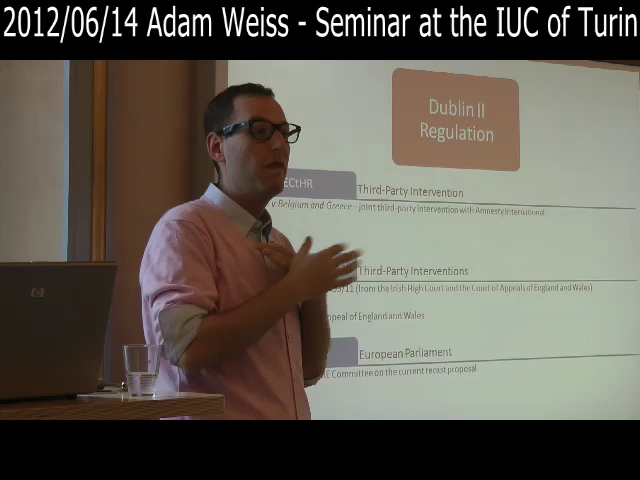 2012/06/14 Adam Weiss - Seminar at the IUC of Turin
Dublin II
Regulation
ECtHR
Third-Party Intervention
v Belgium and Greece – joint third-party intervention with Amnesty International
Third-Party Interventions
/11 (from the Irish High Court and the Court of Appeals of England and Wales)
of England and Wales
European Parliament
Committee on the current recast proposal
hp